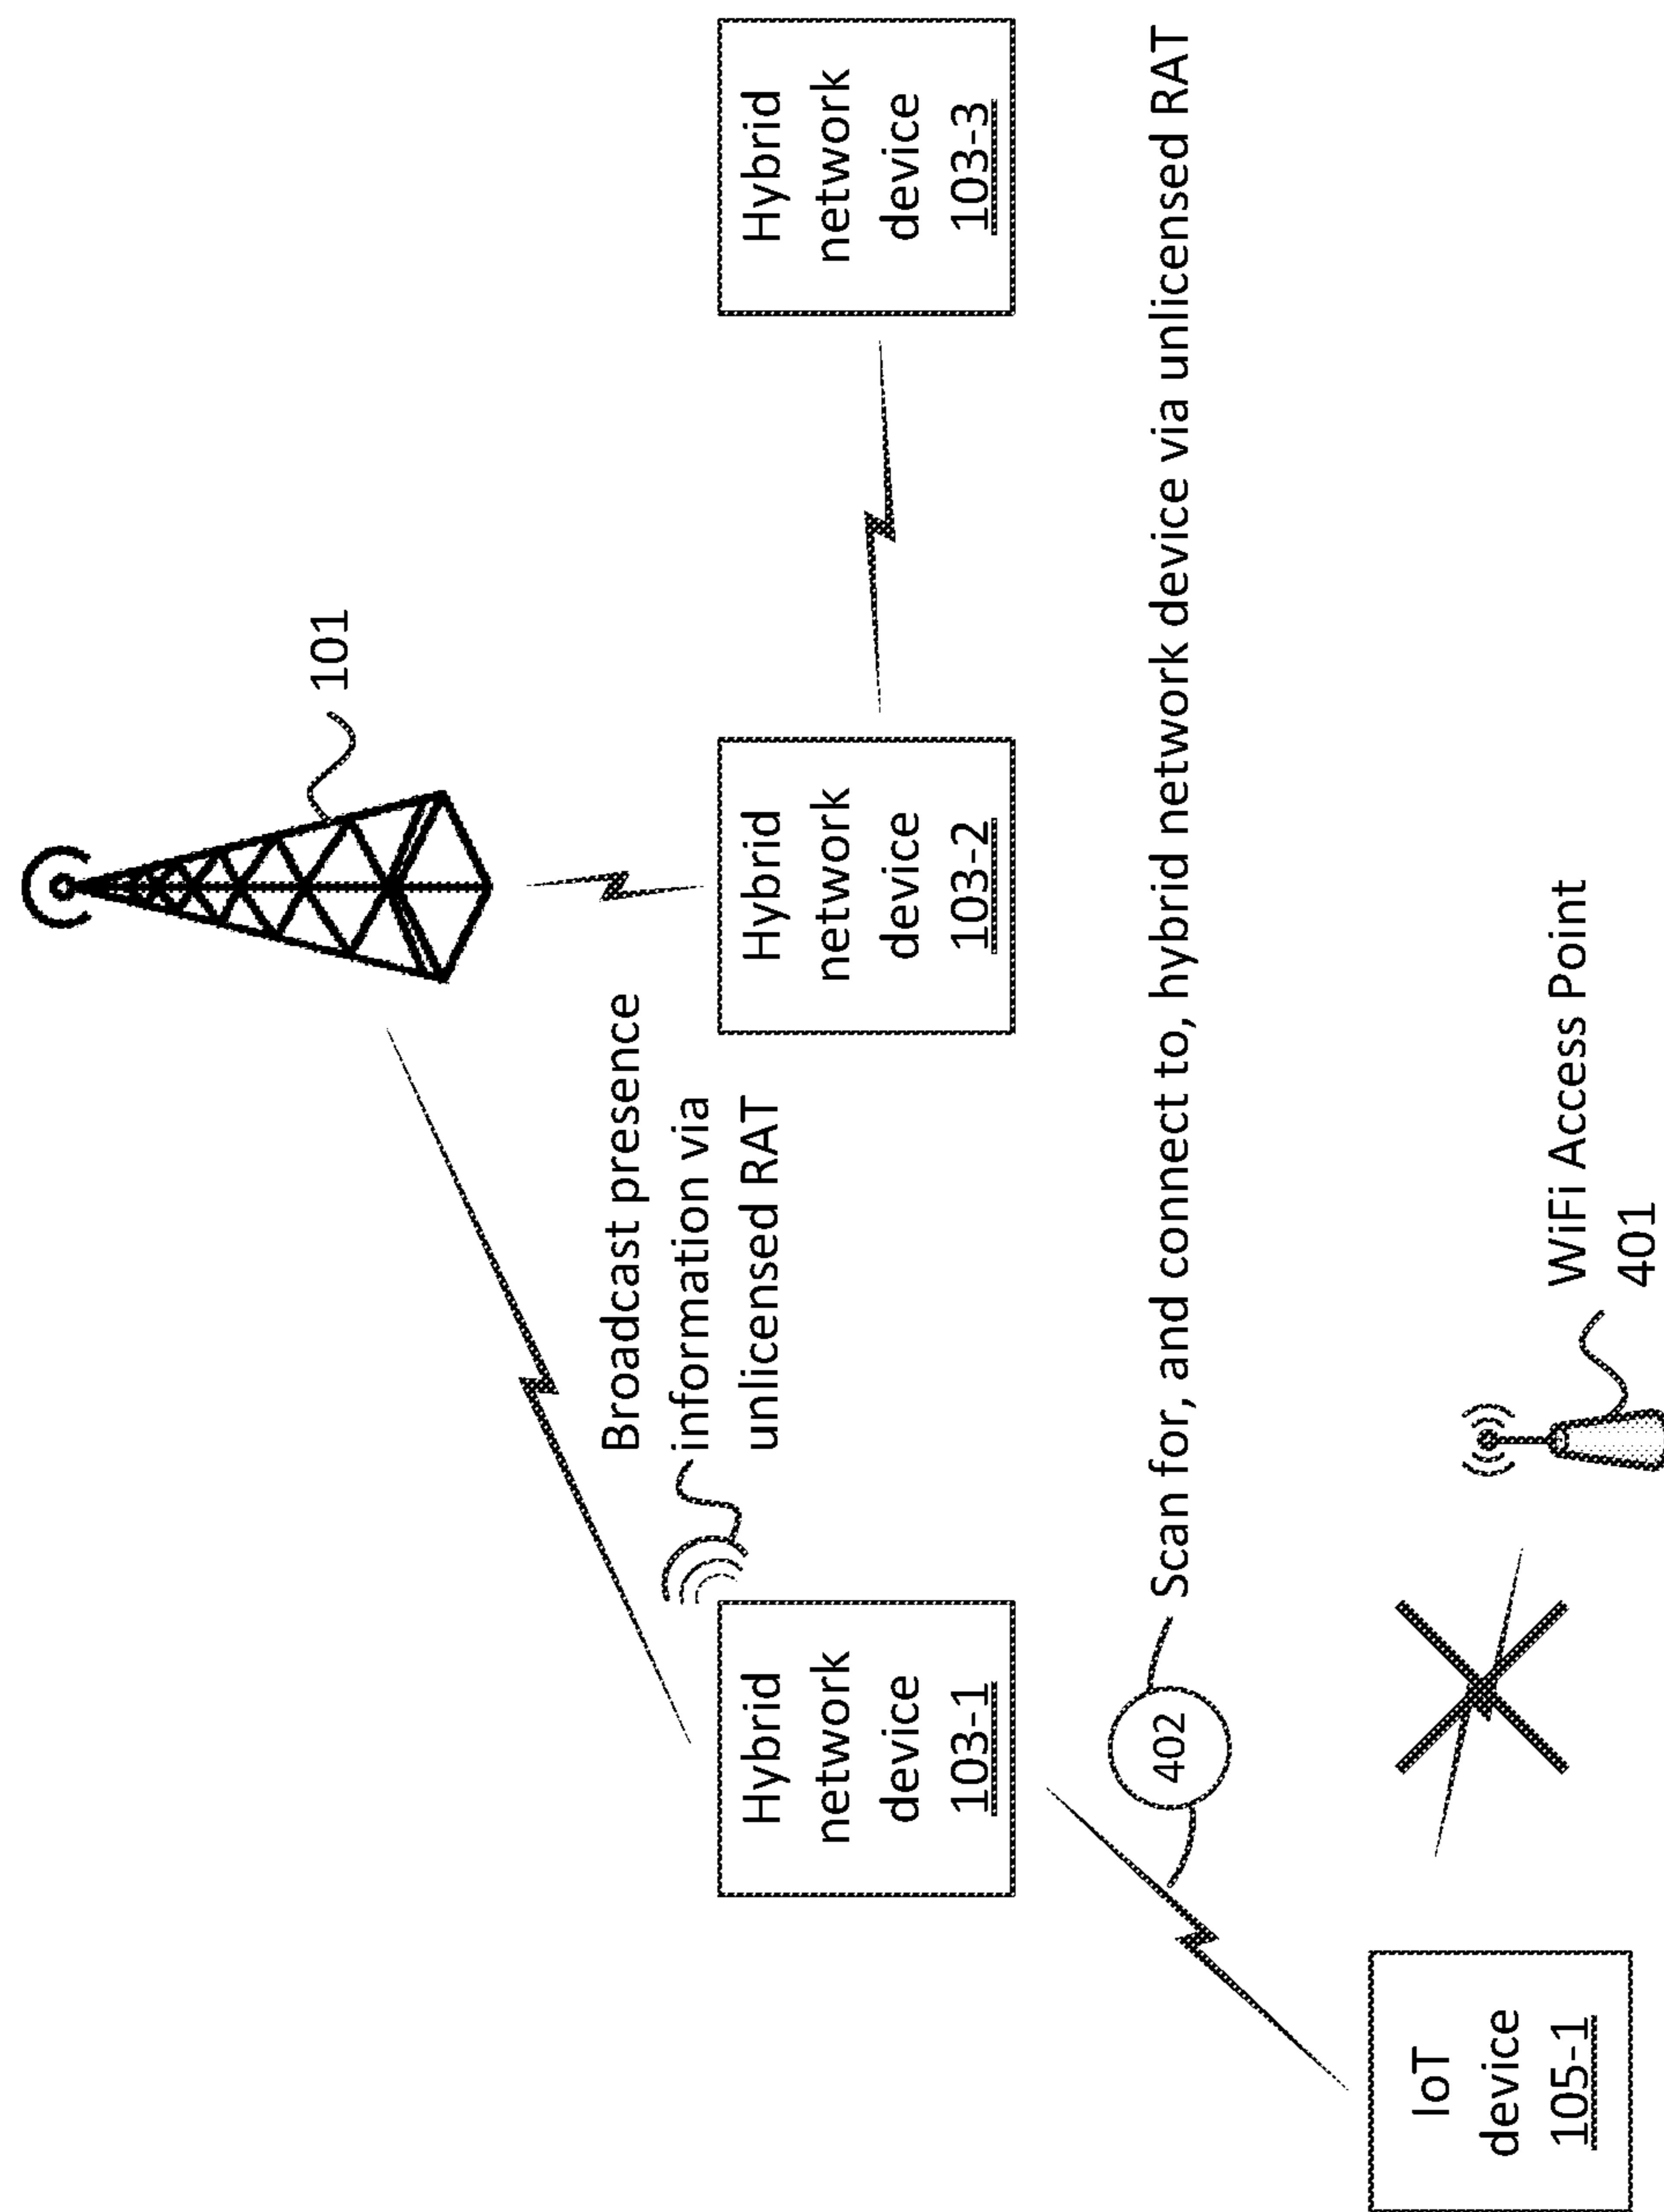 101
Broadcast presence
information via
unlicensed RAT
Hybrid
network
device
103-1
Hybrid
network
device
103-2
Hybrid
network
device
103-3
402
Scan for, and connect to, hybrid network device via unlicensed RAT
IoT
device
105-1
WiFi Access Point
401